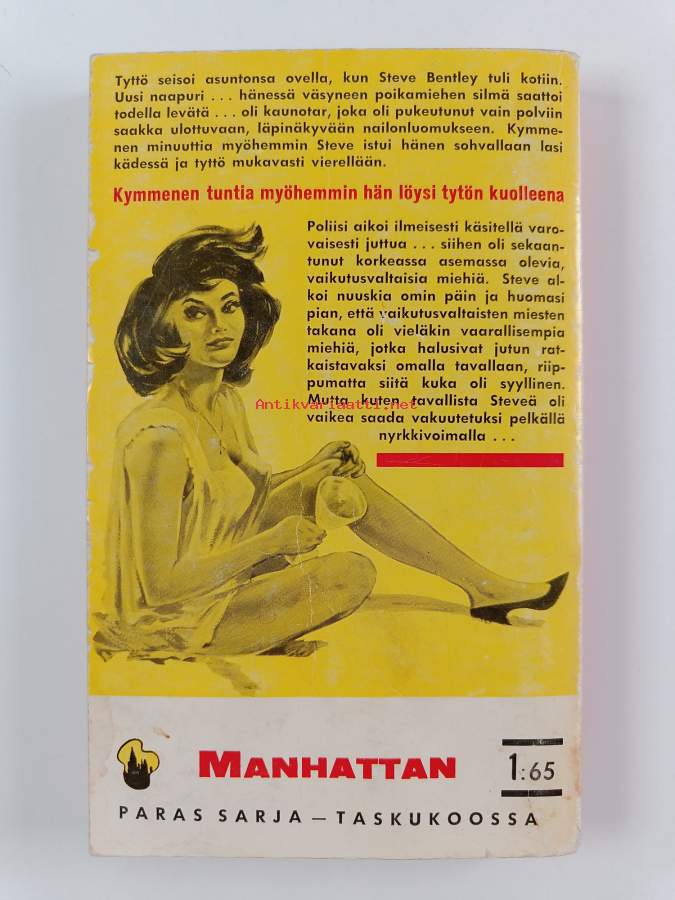 Tyttö seisoi asuntonsa ovella, kun Steve Bentley tuli kotiin.
Uusi naapuri . . . hänessä väsyneen poikamiehen silmä saattoi
todella levätä . . . oli kaunotar, joka oli pukeutunut vain polviin
saakka ulottuvaan, läpinäkyvään nailonluomukseen. Kymme-
nen minuuttia myöhemmin Steve istui hänen sohvallaan lasi
kädessä ja tyttö mukavasti vierellään.
Kymmenen tuntia myöhemmin hän löysi tytön kuolleena
Poliisi aikoi ilmeisesti käsitellä varo-
vaisesti juttua . . . siihen oli sekaan-
tunut korkeassa asemassa olevia,
vaikutusvaltaisia miehiä. Steve al-
koi nuuskia omin päin ja huomasi
pian, että vaikutusvaltaisten miesten
takana oli vieläkin vaarallisempia
miehiä, jotka halusivat jutun rat-
kaistavaksi omalla tavallaan, riip-
pumatta siitä kuka oli syyllinen.
Mutta kuten tavallista Steveä oli
vaikea saada vakuutetuksi pelkällä
nyrkkivoimalla . . .
Antikvariaatti.net
MANHATTAN
1:65
PARAS SARJA — TASKUKOOSSA